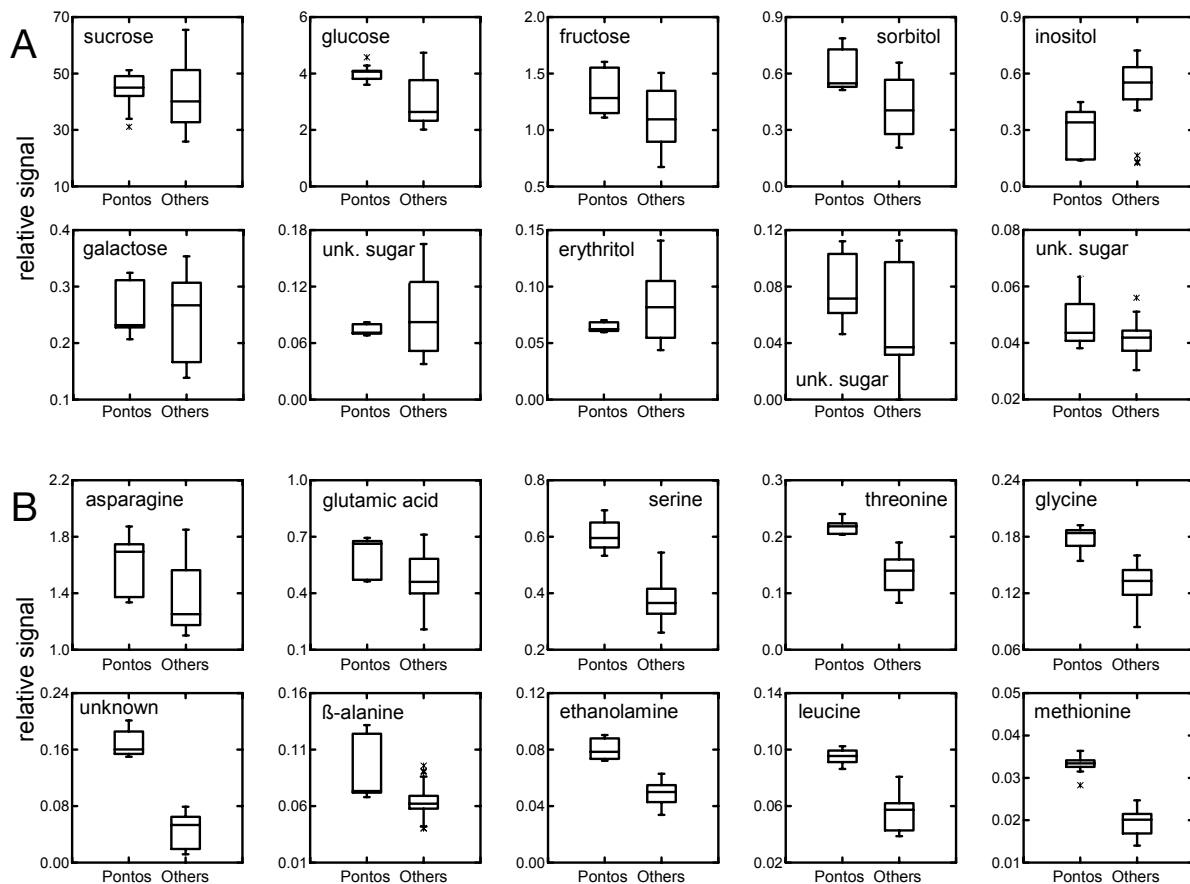 A
relative signal
sucrose
70
50
30
10
Pontos Others
glucose
6
4
2
0
Pontos Others
fructose
2.0
1.5
1.0
0.5
Pontos Others
sorbitol
0.9
0.6
0.3
0.0
Pontos Others
inositol
0.9
0.6
0.3
0.0
Pontos Others
galactose
0.4
0.3
0.2
0.1
Pontos Others
unk. sugar
0.18
0.12
0.06
0.00
Pontos Others
erythritol
0.15
0.10
0.05
0.00
Pontos Others
unk. sugar
0.12
0.08
0.04
0.00
Pontos Others
unk. sugar
0.08
0.06
0.04
0.02
Pontos Others
B
relative signal
asparagine
2.2
1.8
1.4
1.0
Pontos Others
glutamic acid
1.0
0.7
0.4
0.1
Pontos Others
serine
0.8
0.6
0.4
0.2
Pontos Others
threonine
0.3
0.2
0.1
0.0
Pontos Others
glycine
0.24
0.18
0.12
0.06
Pontos Others
unknown
0.24
0.16
0.08
0.00
Pontos Others
ß-alanine
0.16
0.11
0.06
0.01
Pontos Others
ethanolamine
0.12
0.08
0.04
0.00
Pontos Others
leucine
0.14
0.10
0.06
0.02
Pontos Others
methionine
0.05
0.04
0.03
0.02
0.01
Pontos Others